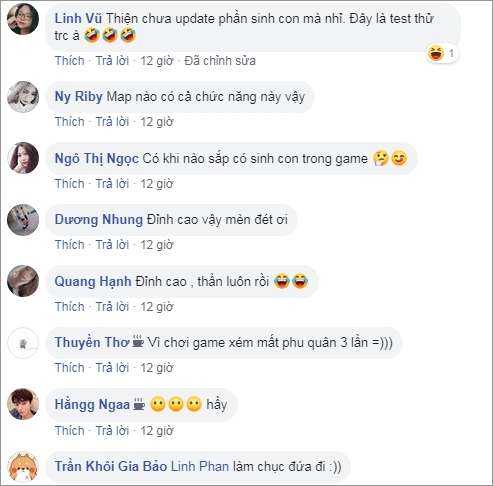 Linh Vũ Thiện chưa update phần sinh con mà nhỉ. Đây là test thử
trc à 🤣🤣🤣
😆 1
Thích · Trả lời · 12 giờ · Đã chỉnh sửa
Ny Riby Map nào có cả chức năng này vậy
Thích · Trả lời · 12 giờ
Ngô Thị Ngọc Có khi nào sắp có sinh con trong game 🤔😊
Thích · Trả lời · 12 giờ
Dương Nhung Đỉnh cao vậy mèn đét ơi
Thích · Trả lời · 12 giờ
Quang Hạnh Đỉnh cao , thần luôn rồi 😂😂
Thích · Trả lời · 12 giờ
Thuyền Thơ ☕ Vì chơi game xém mất phu quân 3 lần =)))
Thích · Trả lời · 12 giờ
Hằngg Ngaa ☕ 😶😶😶 hầy
Thích · Trả lời · 12 giờ
Trần Khôi Gia Bảo Linh Phan làm chục đứa đi :))